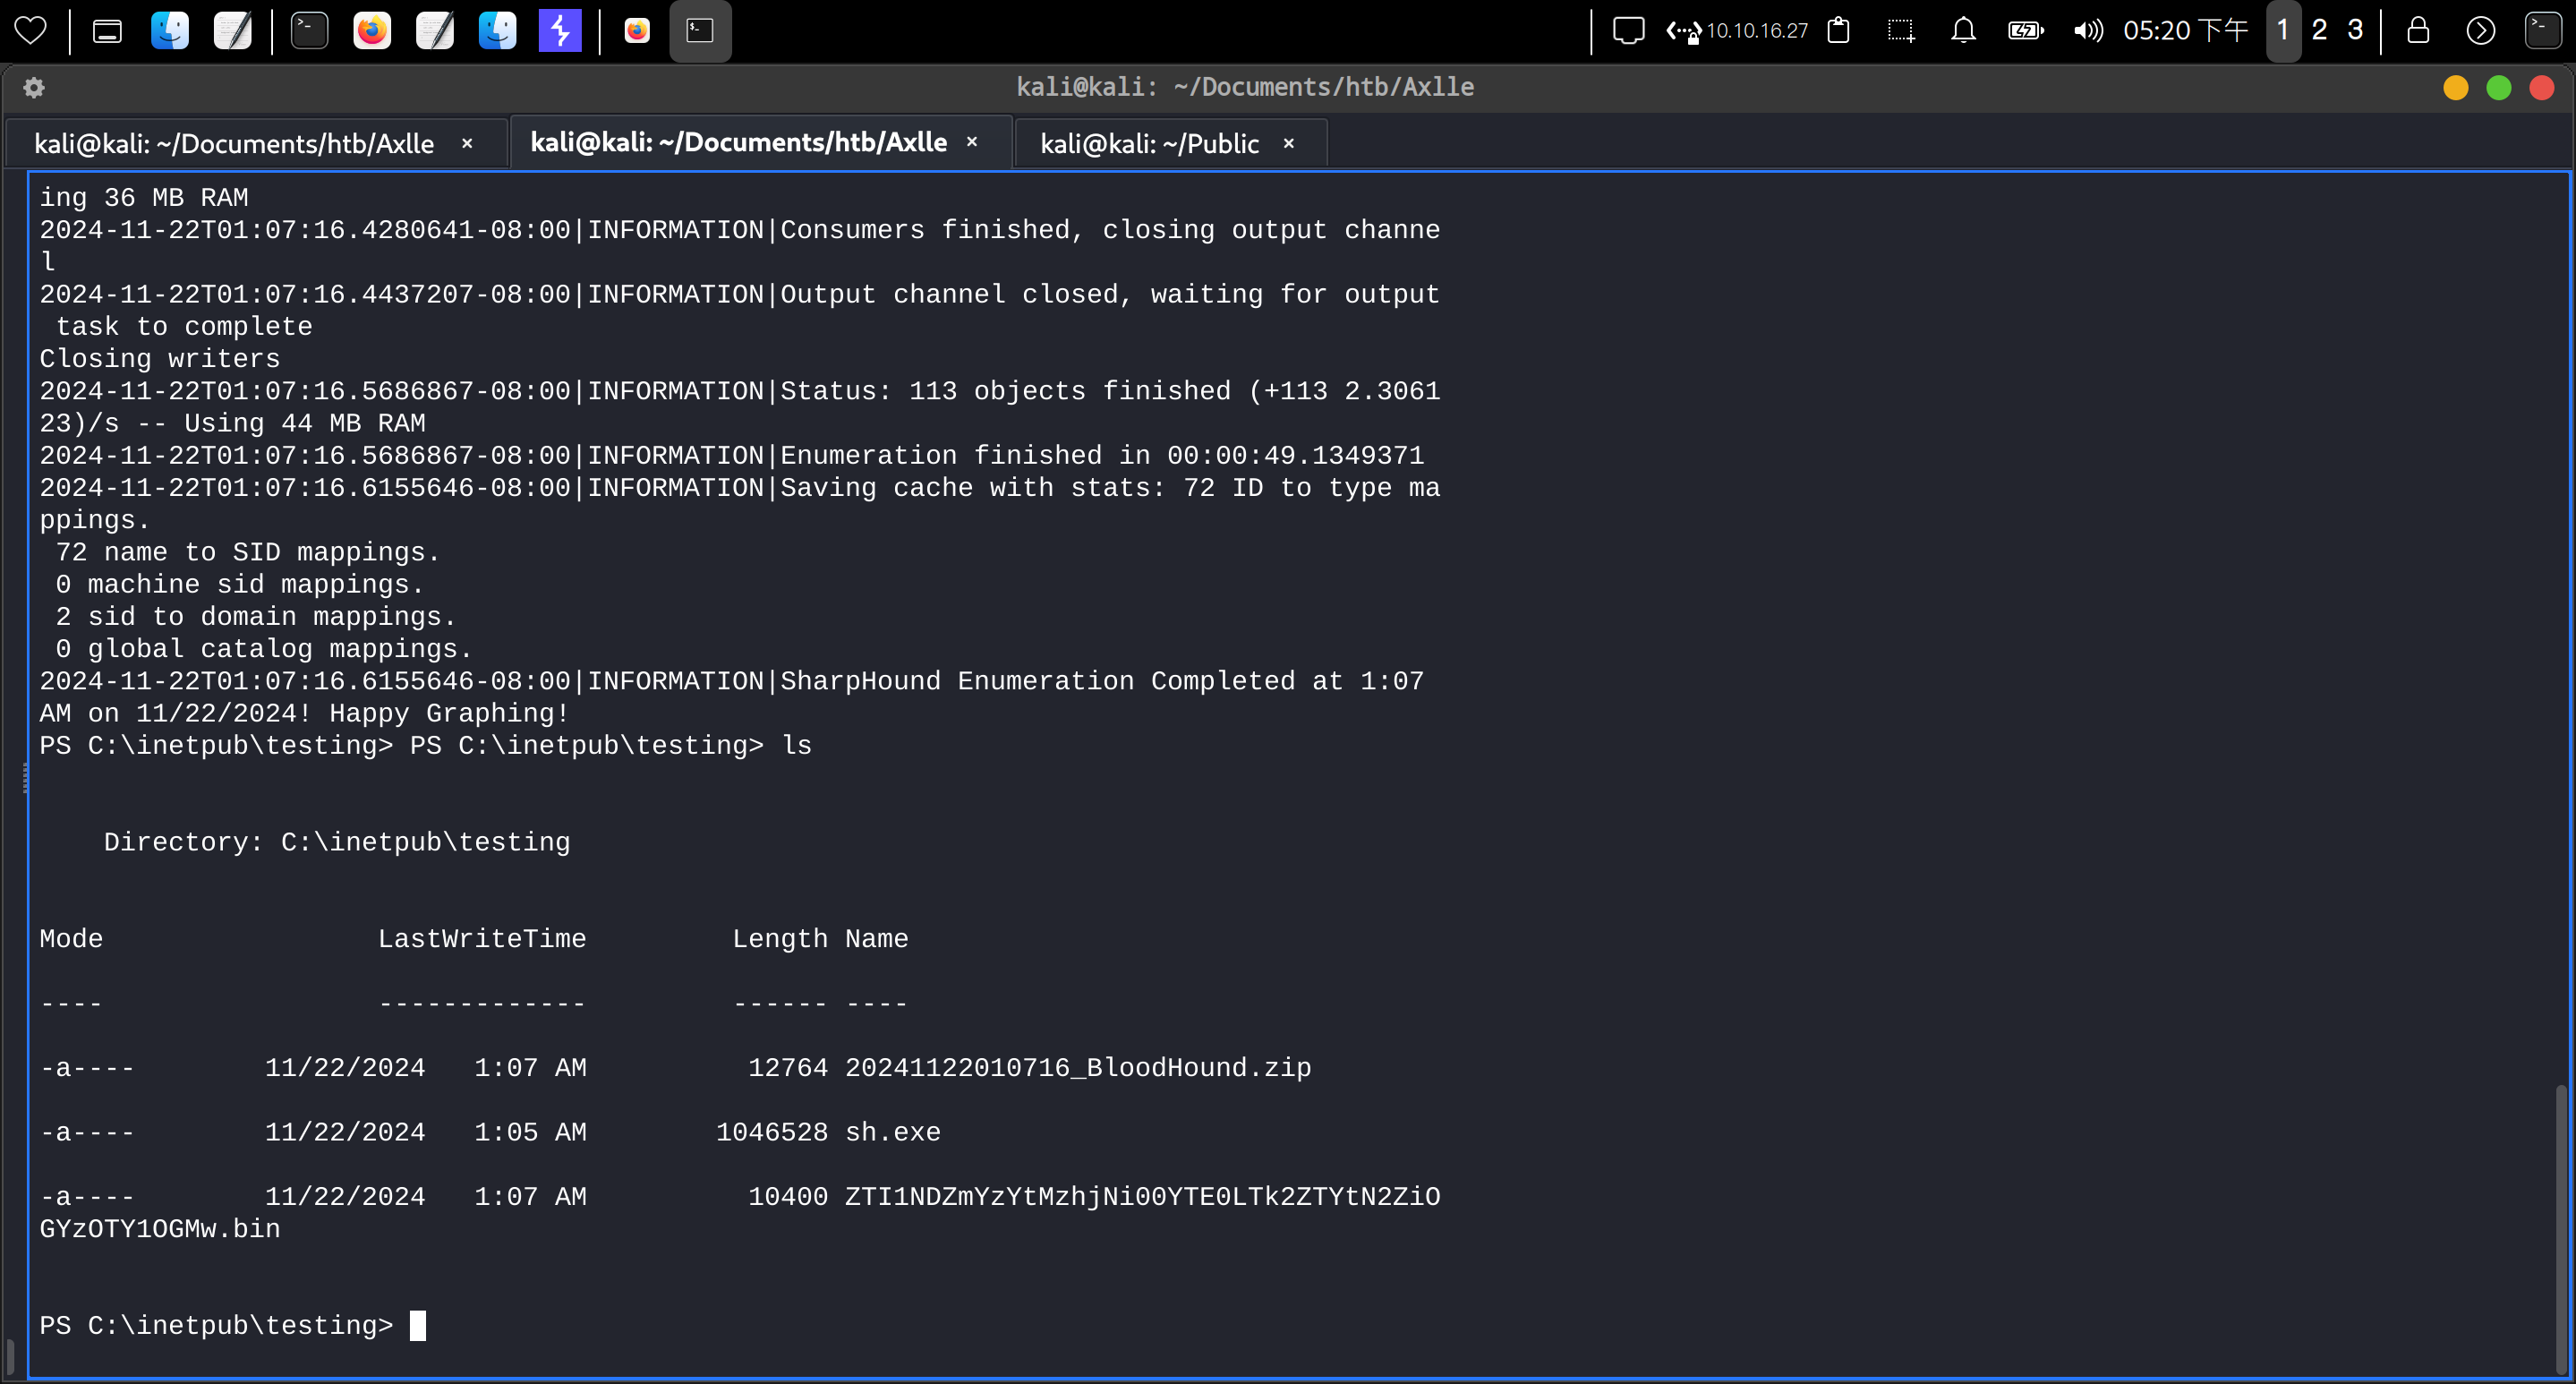 10.10.16.27 05:20 下午 1 2 3
kali@kali: ~/Documents/htb/Axlle
kali@kali: ~/Documents/htb/Axlle × kali@kali: ~/Documents/htb/Axlle × kali@kali: ~/Public ×
ing 36 MB RAM
2024-11-22T01:07:16.4280641-08:00|INFORMATION|Consumers finished, closing output channe
l
2024-11-22T01:07:16.4437207-08:00|INFORMATION|Output channel closed, waiting for output
 task to complete
Closing writers
2024-11-22T01:07:16.5686867-08:00|INFORMATION|Status: 113 objects finished (+113 2.3061
23)/s -- Using 44 MB RAM
2024-11-22T01:07:16.5686867-08:00|INFORMATION|Enumeration finished in 00:00:49.1349371
2024-11-22T01:07:16.6155646-08:00|INFORMATION|Saving cache with stats: 72 ID to type ma
ppings.
 72 name to SID mappings.
 0 machine sid mappings.
 2 sid to domain mappings.
 0 global catalog mappings.
2024-11-22T01:07:16.6155646-08:00|INFORMATION|SharpHound Enumeration Completed at 1:07
AM on 11/22/2024! Happy Graphing!
PS C:\inetpub\testing> PS C:\inetpub\testing> ls
    Directory: C:\inetpub\testing
Mode                 LastWriteTime         Length Name
----                 -------------         ------ ----
-a----        11/22/2024   1:07 AM          12764 20241122010716_BloodHound.zip
-a----        11/22/2024   1:05 AM        1046528 sh.exe
-a----        11/22/2024   1:07 AM          10400 ZTI1NDZmYzYtMzhjNi00YTE0LTk2ZTYtN2ZiO
GYzOTY1OGMw.bin
PS C:\inetpub\testing>